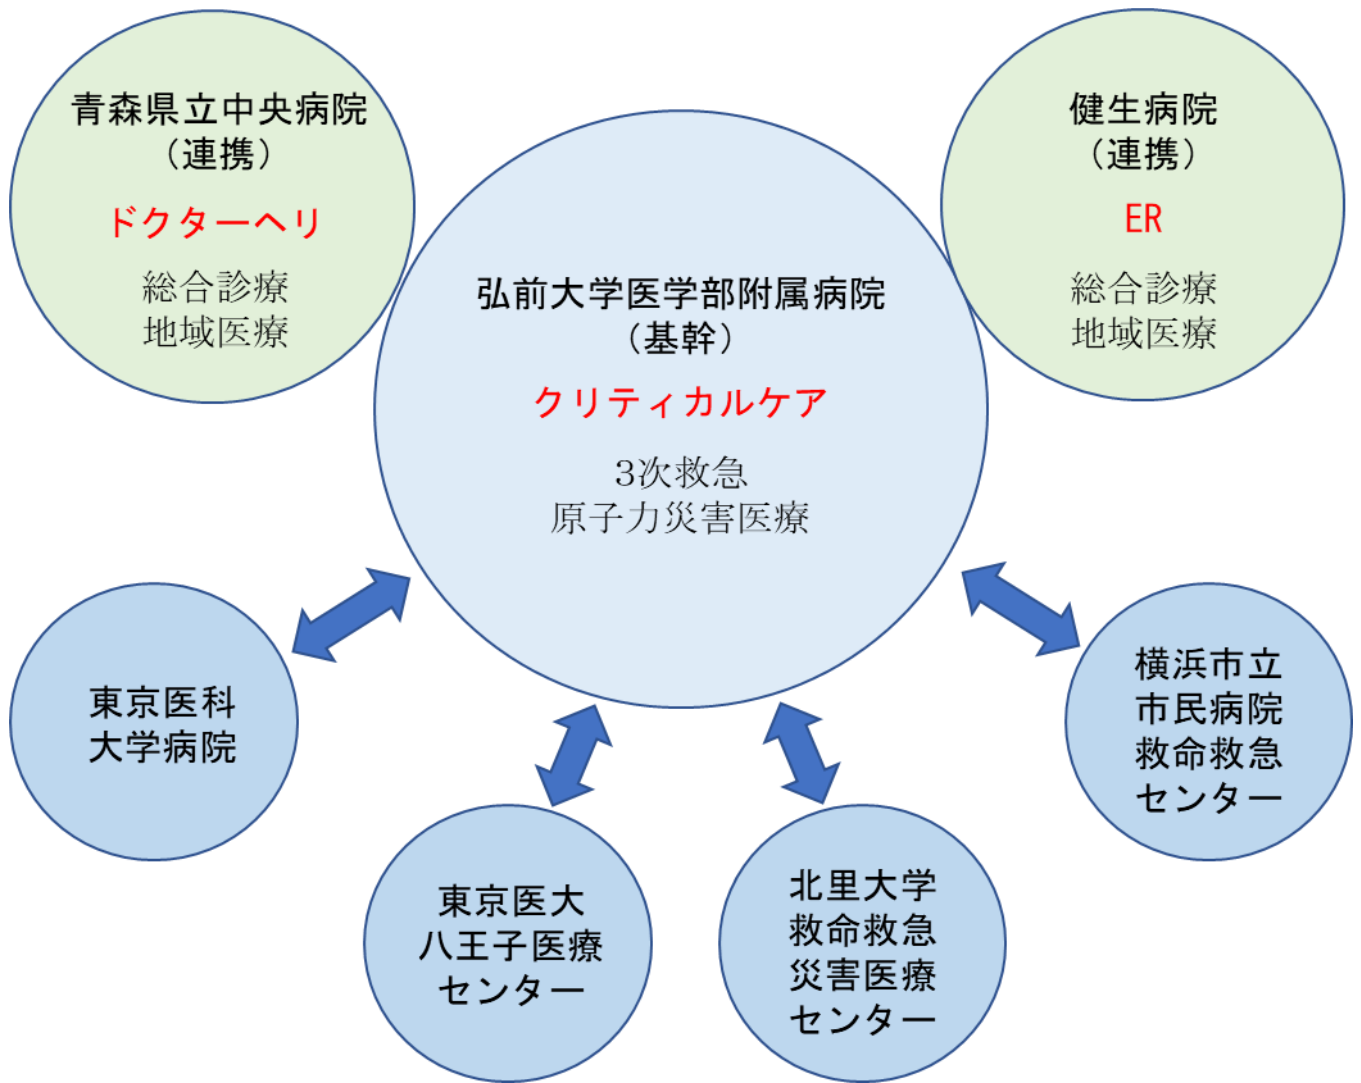 青森県立中央病院
（連携）
ドクターヘリ
総合診療
地域医療
健生病院
（連携）
ER
総合診療
地域医療
弘前大学医学部附属病院
（基幹）
クリティカルケア
3次救急
原子力災害医療
東京医科
大学病院
東京医大
八王子医療
センター
北里大学
救命救急
災害医療
センター
横浜市立
市民病院
救命救急
センター